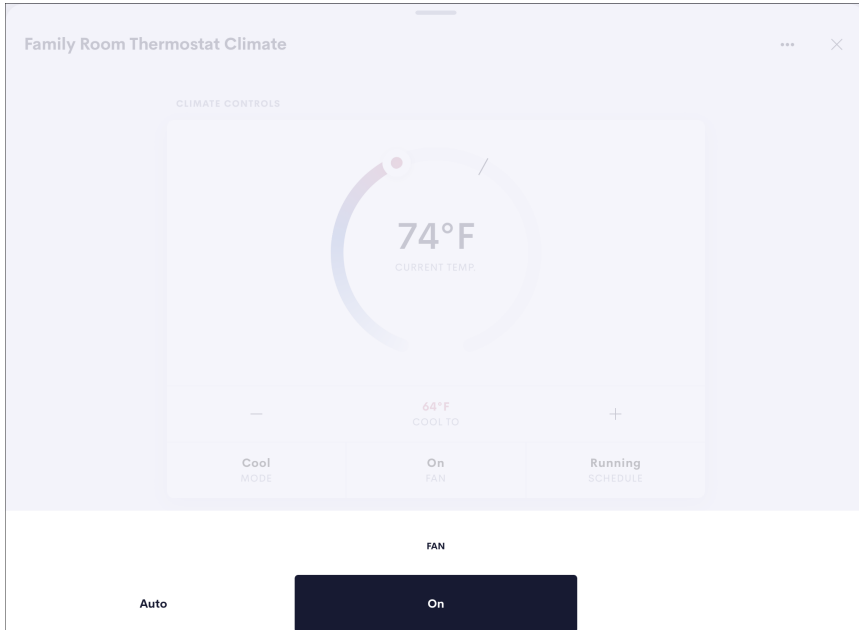 Family Room Thermostat Climate
CLIMATE CONTROLS
74°F
CURRENT TEMP.
64°F
COOL TO
Cool
MODE
On
FAN
Running
SCHEDULE
FAN
Auto
On